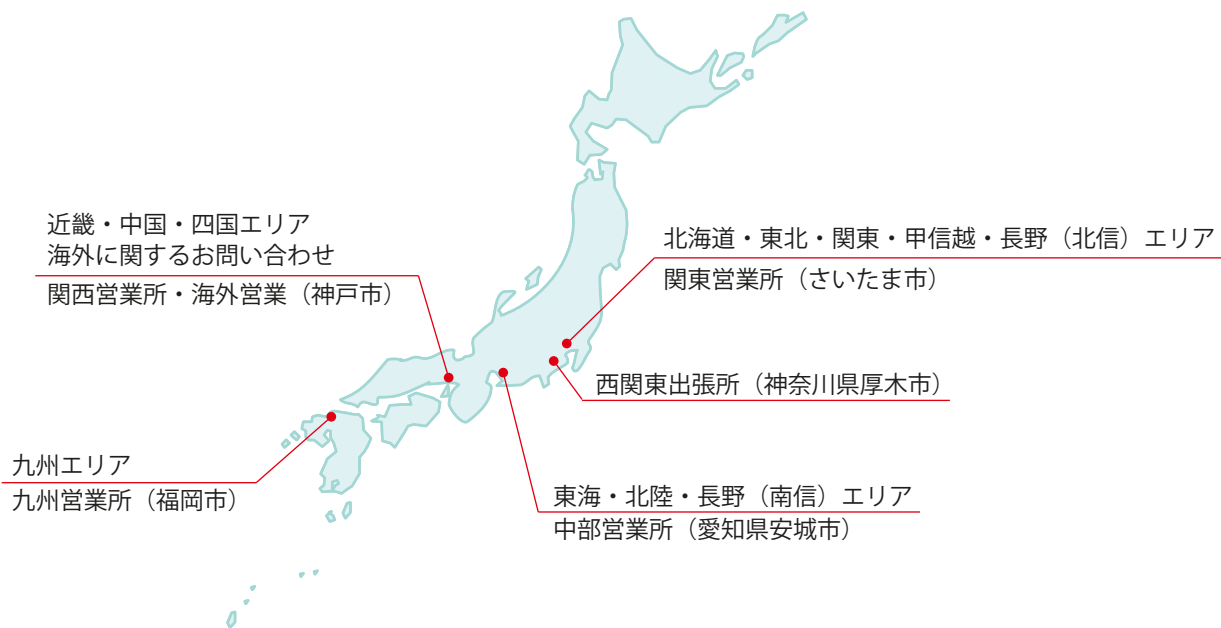 近畿・中国・四国エリア
海外に関するお問い合わせ
関西営業所・海外営業（神戸市）
北海道・東北・関東・甲信越・長野（北信）エリア
関東営業所（さいたま市）
西関東出張所（神奈川県厚木市）
九州エリア
九州営業所（福岡市）
東海・北陸・長野（南信）エリア
中部営業所（愛知県安城市）